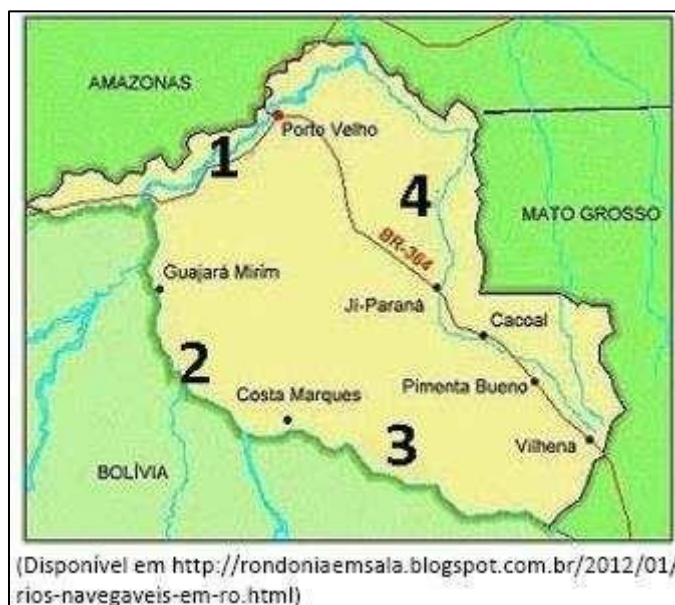 AMAZONAS
Porto Velho
1
4
MATO GROSSO
BR-364
Guajará Mirim
Jí-Paraná
Cacoal
2
Pimenta Bueno
Costa Marques
3
Vilhena
BOLÍVIA
(Disponível em http://rondoniaemsala.blogspot.com.br/2012/01/
rios-navegaveis-em-ro.html)